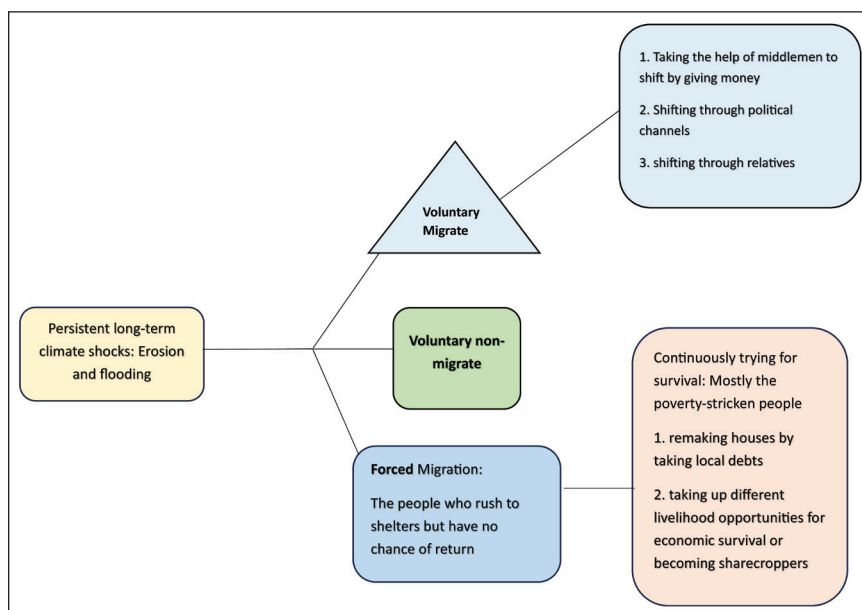 1. Taking the help of middlemen to
shift by giving money
2. Shifting through political
channels
3. shifting through relatives
Voluntary
Migrate
Persistent long-term
climate shocks: Erosion
and flooding
Voluntary non-
migrate
Forced Migration:
The people who rush to
shelters but have no
chance of return
Continuously trying for
survival: Mostly the
poverty-stricken people
1. remaking houses by
taking local debts
2. taking up different
livelihood opportunities for
economic survival or
becoming sharecroppers